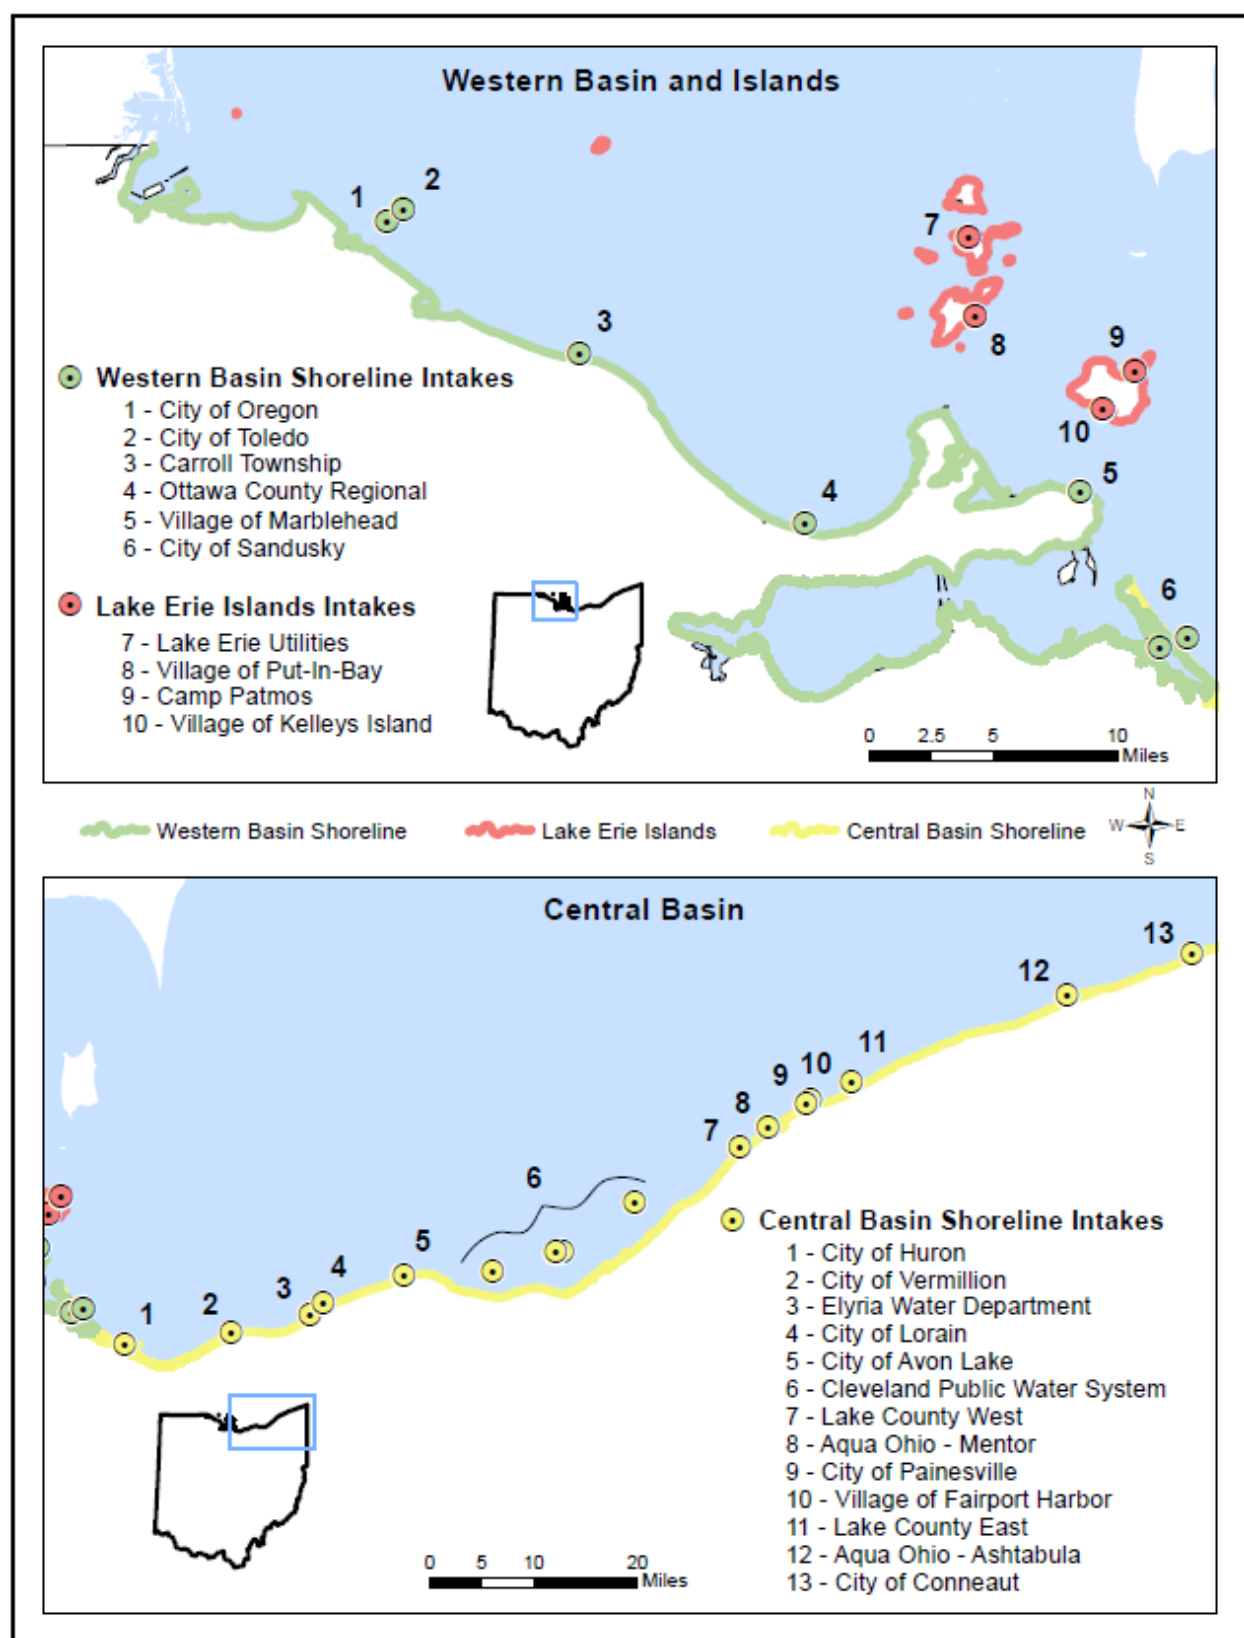 Western Basin and Islands
1
2
3
4
5
6
7
8
9
10
Western Basin Shoreline Intakes
1 - City of Oregon
2 - City of Toledo
3 - Carroll Township
4 - Ottawa County Regional
5 - Village of Marblehead
6 - City of Sandusky
Lake Erie Islands Intakes
7 - Lake Erie Utilities
8 - Village of Put-In-Bay
9 - Camp Patmos
10 - Village of Kelleys Island
0 2.5 5 10
Miles
Western Basin Shoreline
Lake Erie Islands
Central Basin Shoreline
N
W E
S
Central Basin
13
12
11
10
9
8
7
6
5
4
3
2
1
Central Basin Shoreline Intakes
1 - City of Huron
2 - City of Vermillion
3 - Elyria Water Department
4 - City of Lorain
5 - City of Avon Lake
6 - Cleveland Public Water System
7 - Lake County West
8 - Aqua Ohio - Mentor
9 - City of Painesville
10 - Village of Fairport Harbor
11 - Lake County East
12 - Aqua Ohio - Ashtabula
13 - City of Conneaut
0 5 10 20
Miles